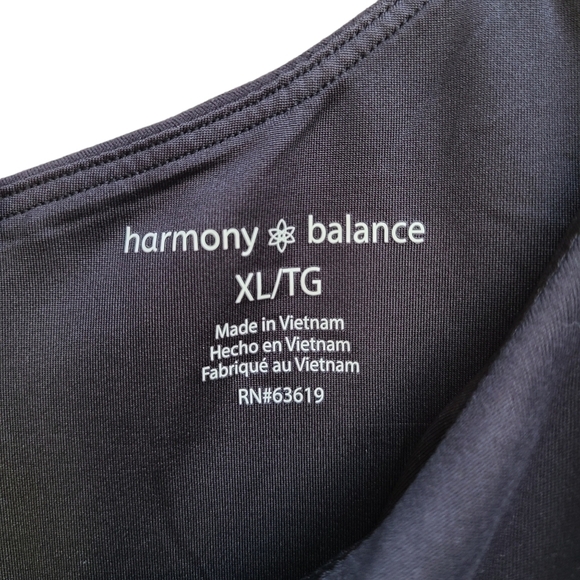 harmony balance
XL/TG
Made in Vietnam
Hecho en Vietnam
Fabriqué au Vietnam
RN#63619